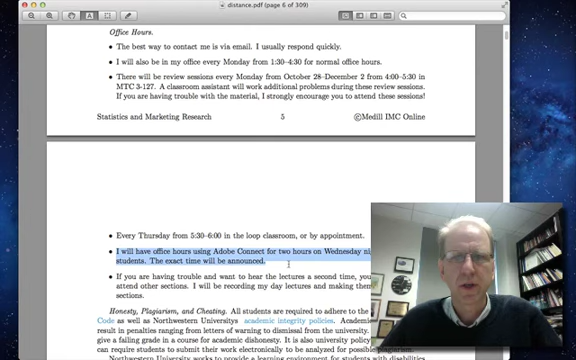 distance.pdf (page 6 of 309)
Office Hours.
• The best way to contact me is via email. I usually respond quickly.
• I will also be in my office every Monday from 1:30–4:30 for normal office hours.
• There will be review sessions every Monday from October 28–December 2 from 4:00–5:30 in
MTC 3-127. A classroom assistant will work additional problems during these review sessions.
If you are having trouble with the material, I strongly encourage you to attend these sessions!
Statistics and Marketing Research 5 ©Medill IMC Online
• Every Thursday from 5:30–6:00 in the loop classroom, or by appointment.
• I will have office hours using Adobe Connect for two hours on Wednesday ni
students. The exact time will be announced.
• If you are having trouble and want to hear the lectures a second time, you
attend other sections. I will be recording my day lectures and making them
sections.
Honesty, Plagiarism, and Cheating. All students are required to adhere to the
Code as well as Northwestern Universitys academic integrity policies. Academi
result in penalties ranging from letters of warning to dismissal from the university.
give a failing grade in a course for academic dishonesty. It is also university policy
can require students to submit their work electronically to be analyzed for possible